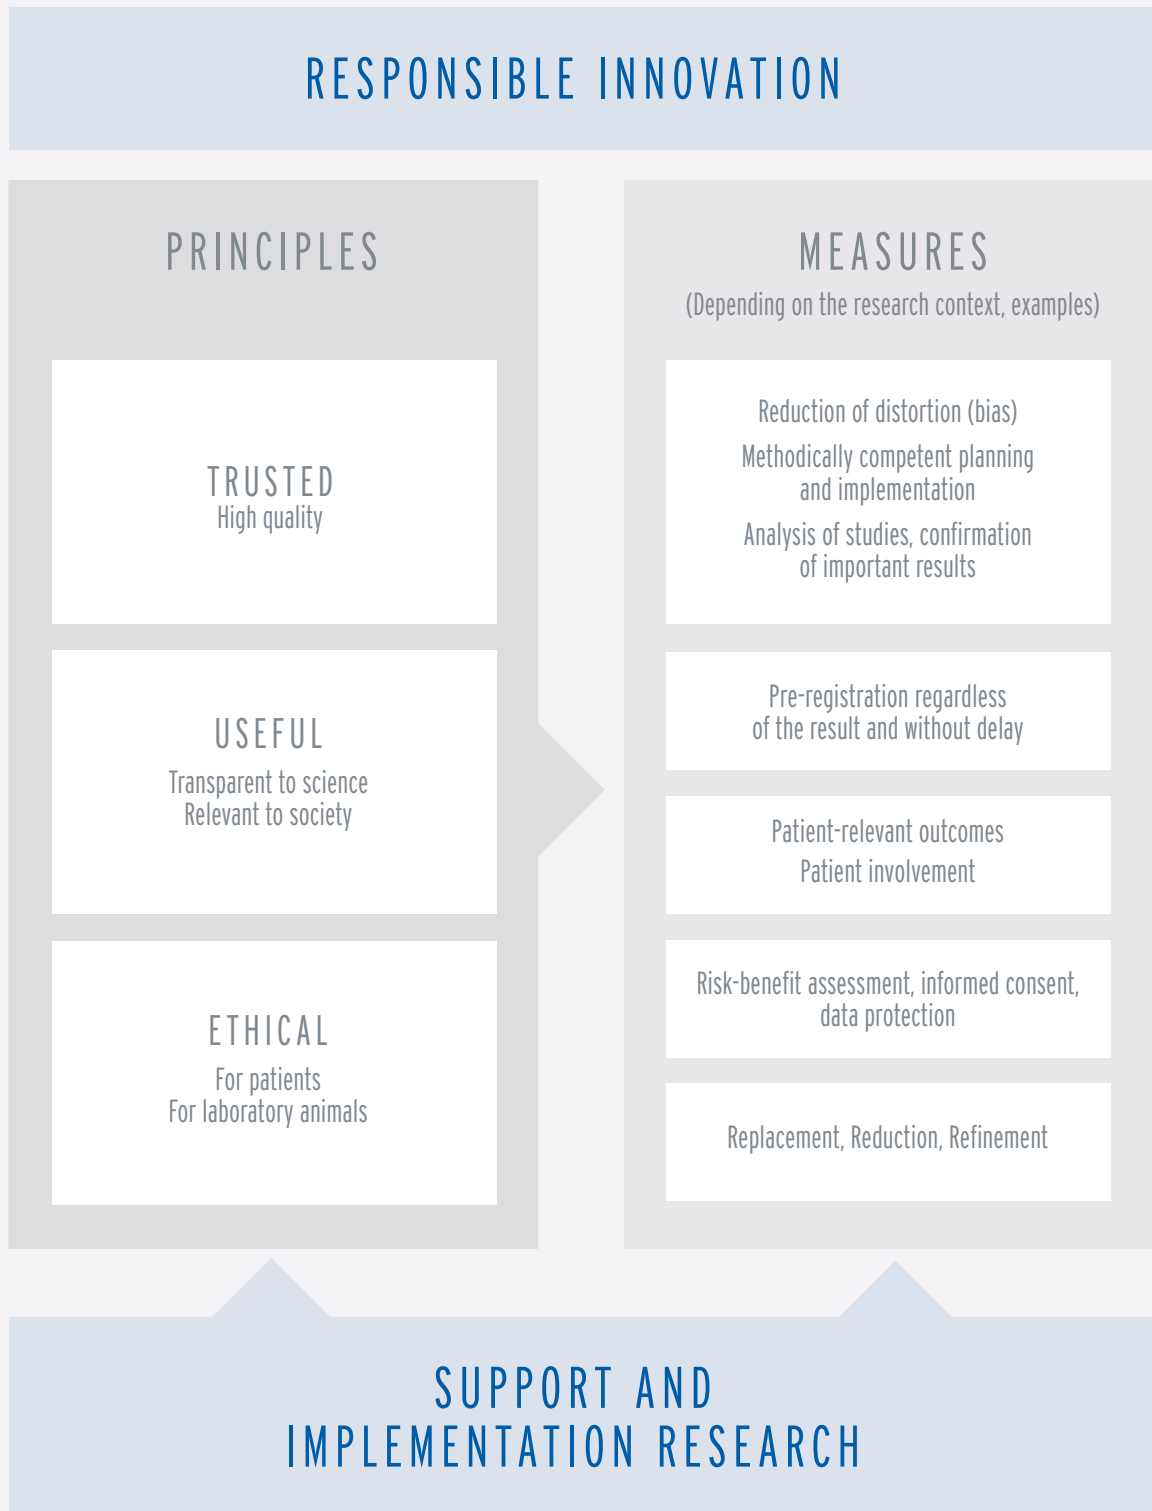 RESPONSIBLE INNOVATION
PRINCIPLES
TRUSTED
High quality
USEFUL
Transparent to science
Relevant to society
ETHICAL
For patients
For laboratory animals
MEASURES
(Depending on the research context, examples)
Reduction of distortion (bias)
Methodically competent planning
and implementation
Analysis of studies, confirmation
of important results
Pre-registration regardless
of the result and without delay
Patient-relevant outcomes
Patient involvement
Risk-benefit assessment, informed consent,
data protection
Replacement, Reduction, Refinement
SUPPORT AND
IMPLEMENTATION RESEARCH